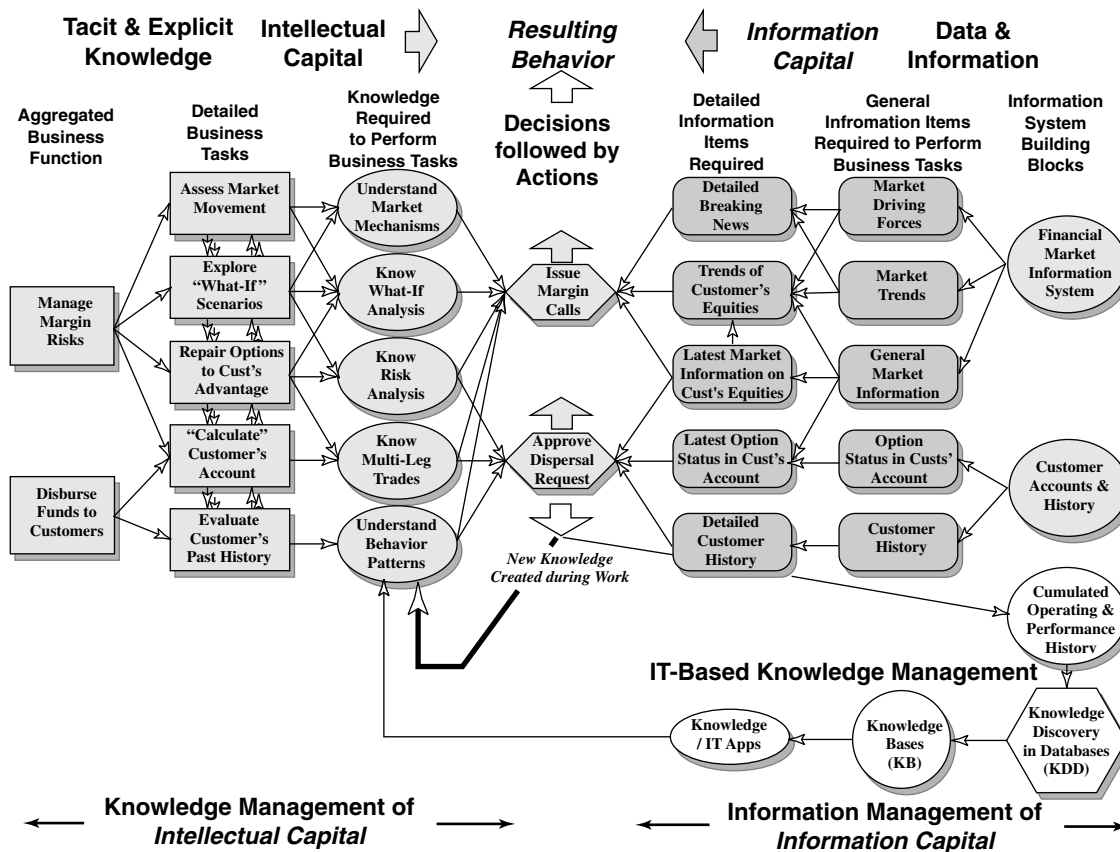 Tacit & Explicit
Knowledge
Intellectual
Capital
Resulting
Behavior
Information
Capital
Data &
Information
Aggregated
Business
Function
Detailed
Business
Tasks
Knowledge
Required
to Perform
Business Tasks
Decisions
followed by
Actions
Detailed
Information
Items
Required
General
Infromation Items
Required to Perform
Business Tasks
Information
System
Building
Blocks
Manage
Margin
Risks
Disburse
Funds to
Customers
Assess Market
Movement
Explore
“What-If”
Scenarios
Repair Options
to Cust's
Advantage
“Calculate”
Customer's
Account
Evaluate
Customer's
Past History
Understand
Market
Mechanisms
Know
What-If
Analysis
Know
Risk
Analysis
Know
Multi-Leg
Trades
Understand
Behavior
Patterns
Issue
Margin
Calls
Approve
Dispersal
Request
New Knowledge
Created during Work
Detailed
Breaking
News
Trends of
Customer's
Equities
Latest Market
Information on
Cust's Equities
Latest Option
Status in Cust's
Account
Detailed
Customer
History
Market
Driving
Forces
Market
Trends
General
Market
Information
Option
Status in Custs'
Account
Customer
History
Financial
Market
Information
System
Customer
Accounts &
History
Cumulated
Operating &
Performance
History
IT-Based Knowledge Management
Knowledge
/ IT Apps
Knowledge
Bases
(KB)
Knowledge
Discovery
in Databases
(KDD)
Knowledge Management of
Intellectual Capital
Information Management of
Information Capital